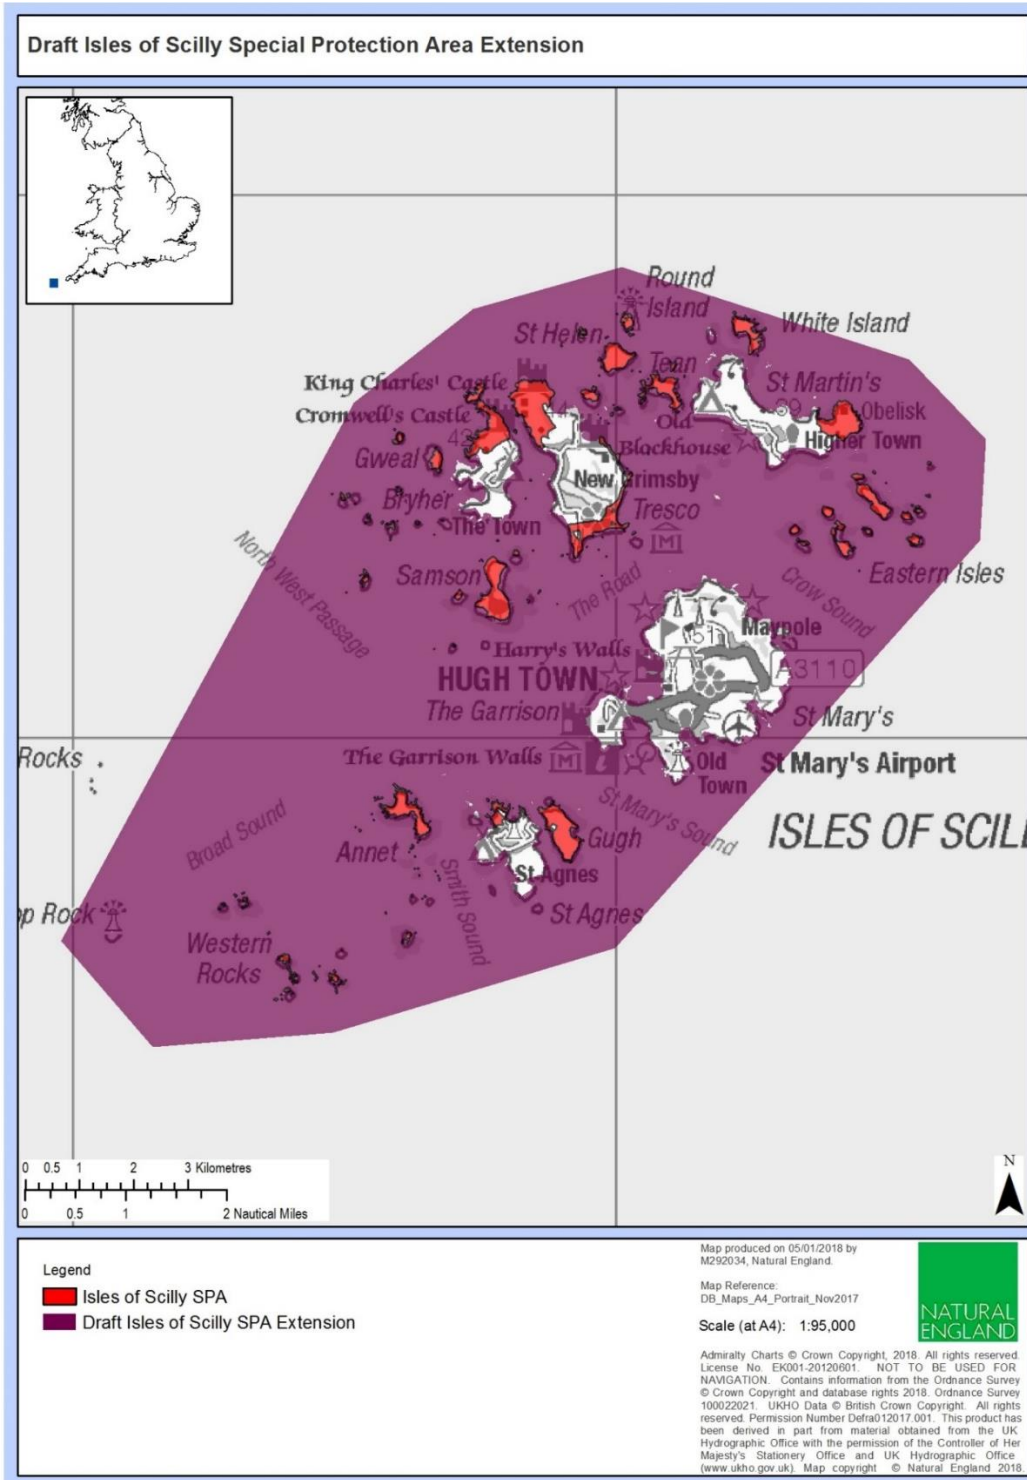 Draft Isles of Scilly Special Protection Area Extension
Round
Island
St Helen
White Island
Tean
King Charles' Castle
44
St Martin's
Cromwell's Castle
Obelisk
42
Old
Blackhouse
Higher Town
Gweal
New Grimsby
Bryher
Tresco
The Town
North West Passage
Samson
The Road
Crow Sound
Eastern Isles
Maypole
51
Harry's Walls
A3110
HUGH TOWN
The Garrison
St Mary's
Rocks
The Garrison Walls
Old
Town
St Mary's Airport
St Mary's Sound
ISLES OF SCILL
Broad Sound
Annet
Gugh
Smith Sound
St Agnes
St Agnes
op Rock
Western
Rocks
0 0.5 1 2 3 Kilometres
0 0.5 1 2 Nautical Miles
N
Legend
Isles of Scilly SPA
Draft Isles of Scilly SPA Extension
Map produced on 05/01/2018 by
M292034, Natural England.
Map Reference:
DB_Maps_A4_Portrait_Nov2017
Scale (at A4): 1:95,000
NATURAL
ENGLAND
Admiralty Charts © Crown Copyright, 2018. All rights reserved.
License No. EK001-20120601. NOT TO BE USED FOR
NAVIGATION. Contains information from the Ordnance Survey
© Crown Copyright and database rights 2018. Ordnance Survey
100022021. UKHO Data © British Crown Copyright. All rights
reserved. Permission Number Defra012017.001. This product has
been derived in part from material obtained from the UK
Hydrographic Office with the permission of the Controller of Her
Majesty's Stationery Office and UK Hydrographic Office
(www.ukho.gov.uk). Map copyright © Natural England 2018